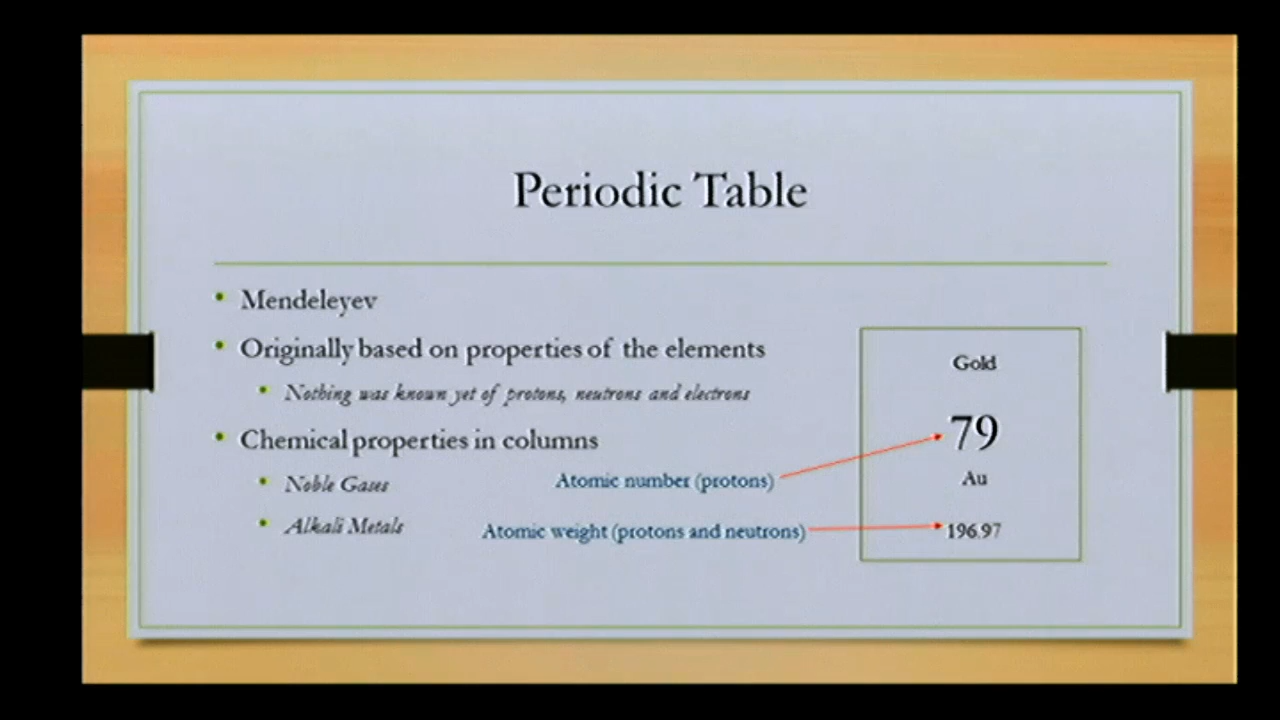 Periodic Table
Mendeleyev
Originally based on properties of the elements
Nothing was known yet of protons, neutrons and electrons
Chemical properties in columns
Noble Gases
Alkali Metals
Atomic number (protons)
Atomic weight (protons and neutrons)
Gold
79
Au
196.97